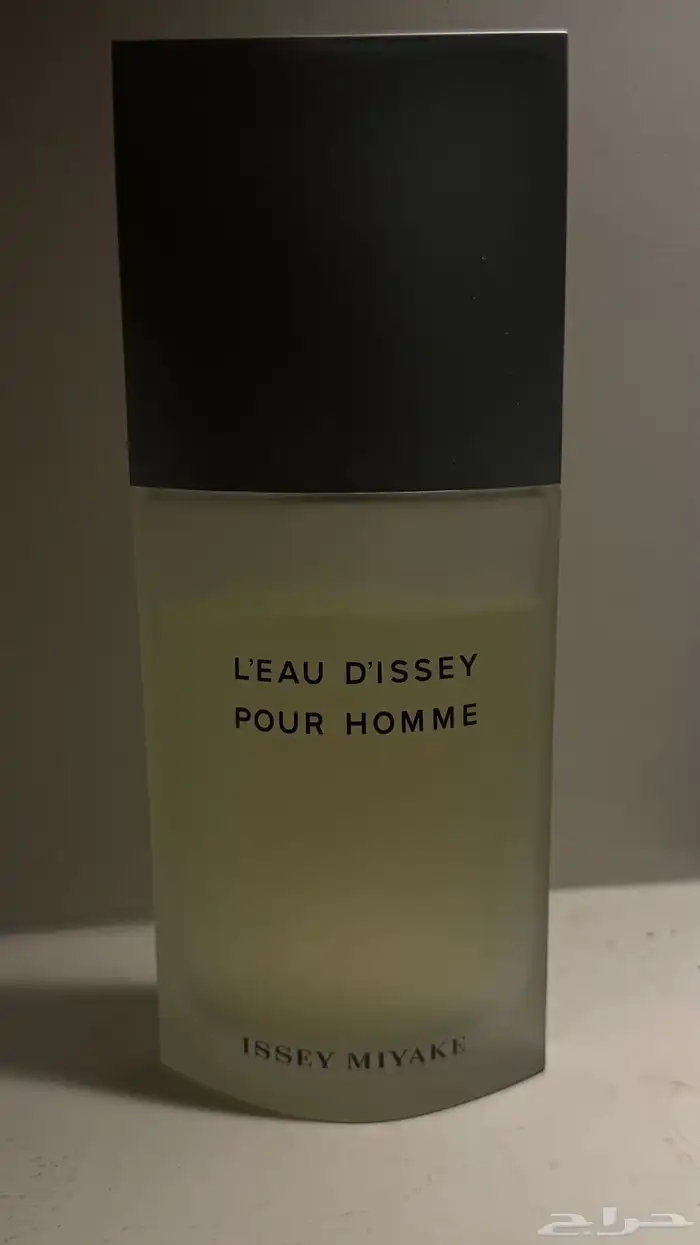 L'EAU D'ISSEY
POUR HOMME
ISSEY MIYAKE
حراج